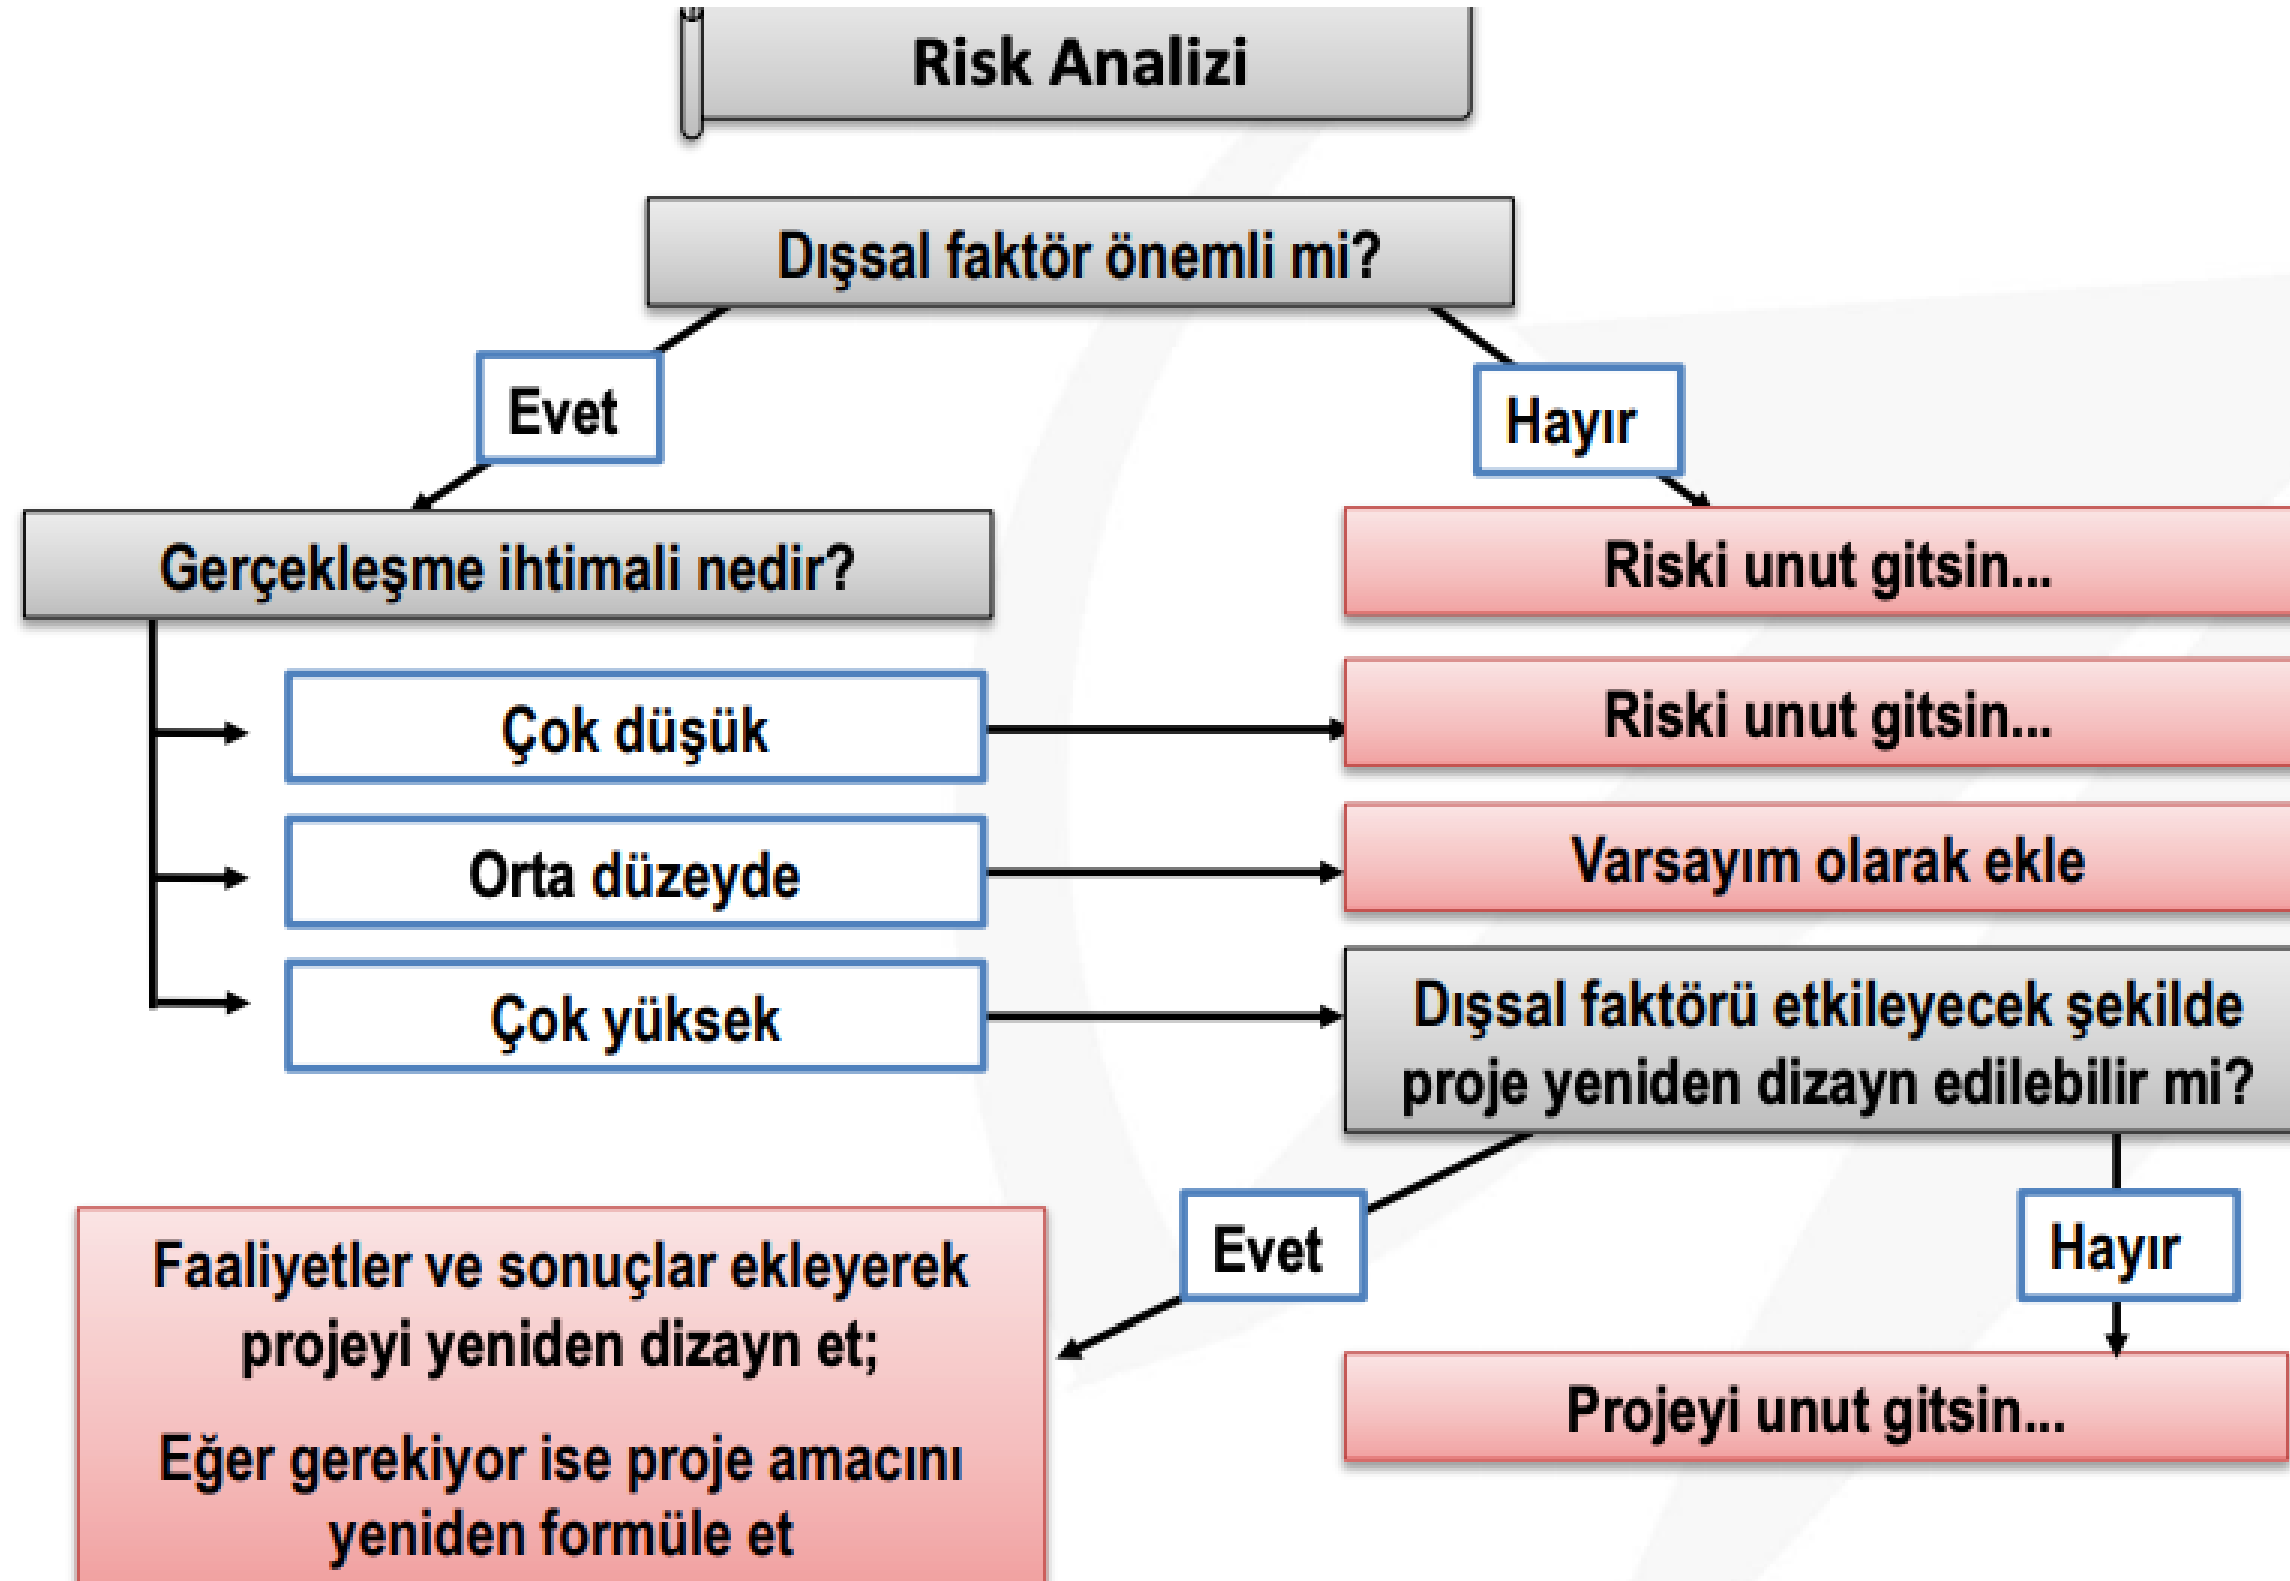 Risk Analizi
Dışsal faktör önemli mi?
Evet
Hayır
Gerçekleşme ihtimali nedir?
Riski unut gitsin...
Çok düşük
Riski unut gitsin...
Orta düzeyde
Varsayım olarak ekle
Çok yüksek
Dışsal faktörü etkileyecek şekilde
proje yeniden dizayn edilebilir mi?
Evet
Hayır
Faaliyetler ve sonuçlar ekleyerek
projeyi yeniden dizayn et;
Eğer gerekiyor ise proje amacını
yeniden formüle et
Projeyi unut gitsin...